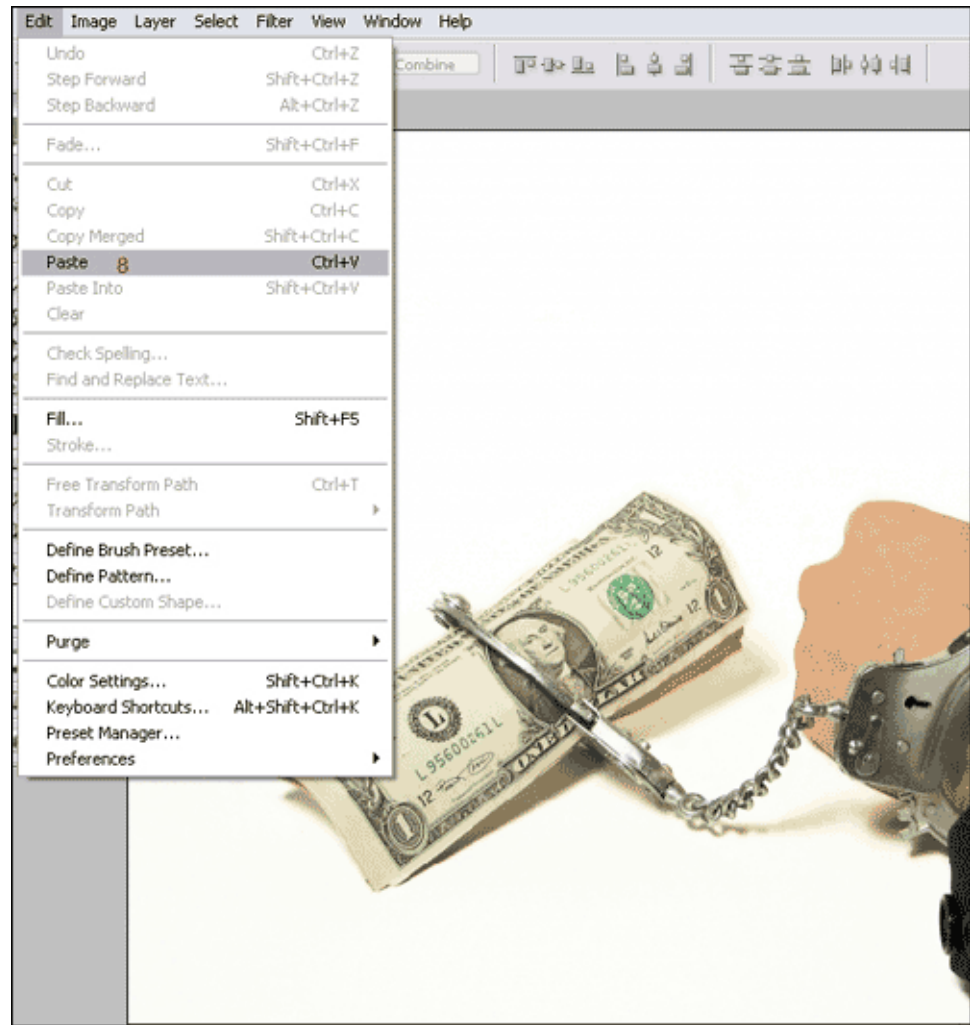 Edit Image Layer Select Filter View Window Help
Undo Ctrl+Z
Step Forward Shift+Ctrl+Z
Step Backward Alt+Ctrl+Z
Combine
Fade... Shift+Ctrl+F
Cut Ctrl+X
Copy Ctrl+C
Copy Merged Shift+Ctrl+C
Paste 8 Ctrl+V
Paste Into Shift+Ctrl+V
Clear
Check Spelling...
Find and Replace Text...
Fill... Shift+F5
Stroke...
Free Transform Path Ctrl+T
Transform Path
Define Brush Preset...
Define Pattern...
Define Custom Shape...
Purge
Color Settings... Shift+Ctrl+K
Keyboard Shortcuts... Alt+Shift+Ctrl+K
Preset Manager...
Preferences
L95600261L
12
12
L
L95600261L
12
ONE DOLLAR
1
1